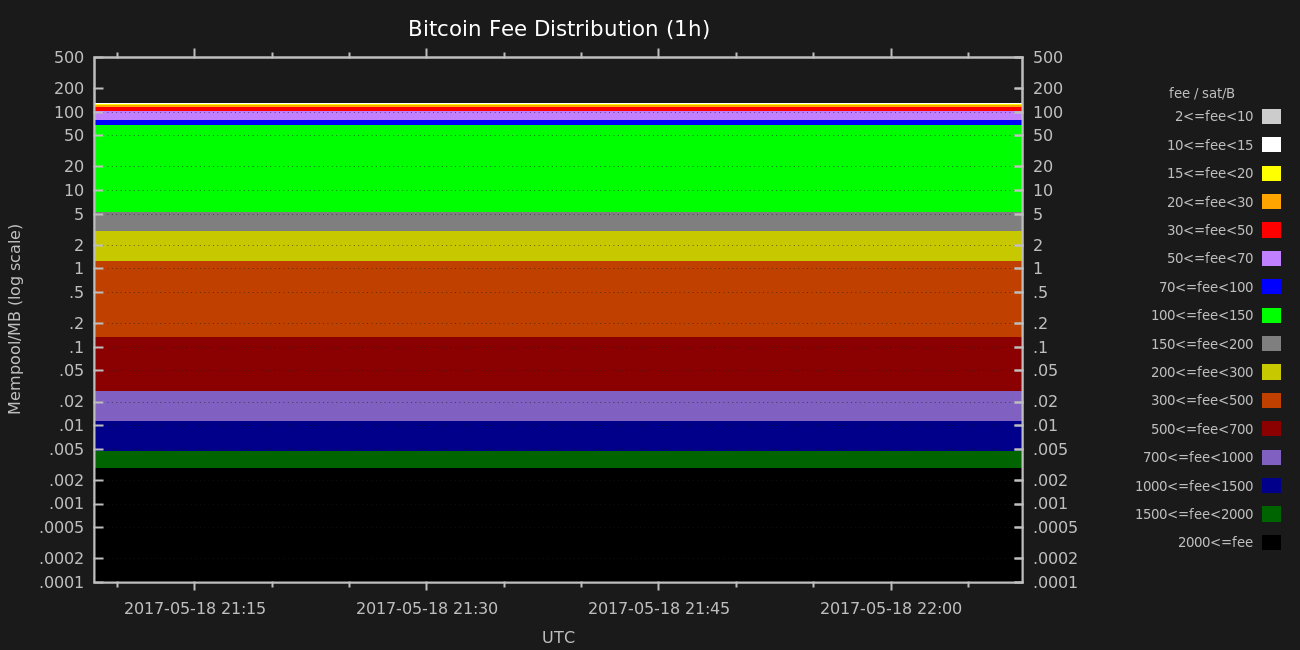 Bitcoin Fee Distribution (1h)
Mempool/MB (log scale)
500
200
100
50
20
10
5
2
1
.5
.2
.1
.05
.02
.01
.005
.002
.001
.0005
.0002
.0001
500
200
100
50
20
10
5
2
1
.5
.2
.1
.05
.02
.01
.005
.002
.001
.0005
.0002
.0001
2017-05-18 21:15 2017-05-18 21:30 2017-05-18 21:45 2017-05-18 22:00
UTC
fee / sat/B
2<=fee<10
10<=fee<15
15<=fee<20
20<=fee<30
30<=fee<50
50<=fee<70
70<=fee<100
100<=fee<150
150<=fee<200
200<=fee<300
300<=fee<500
500<=fee<700
700<=fee<1000
1000<=fee<1500
1500<=fee<2000
2000<=fee